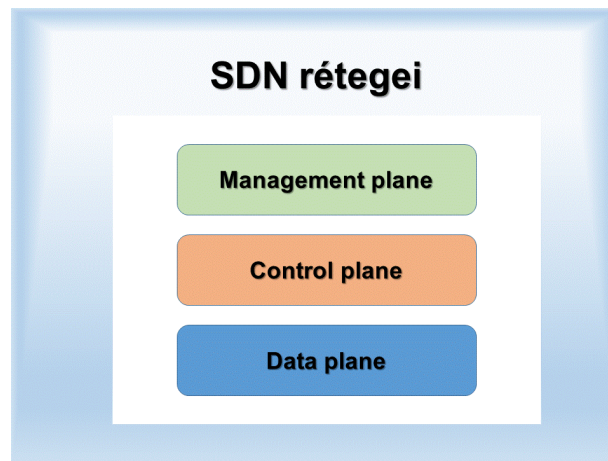 SDN rétegei
Management plane
Control plane
Data plane